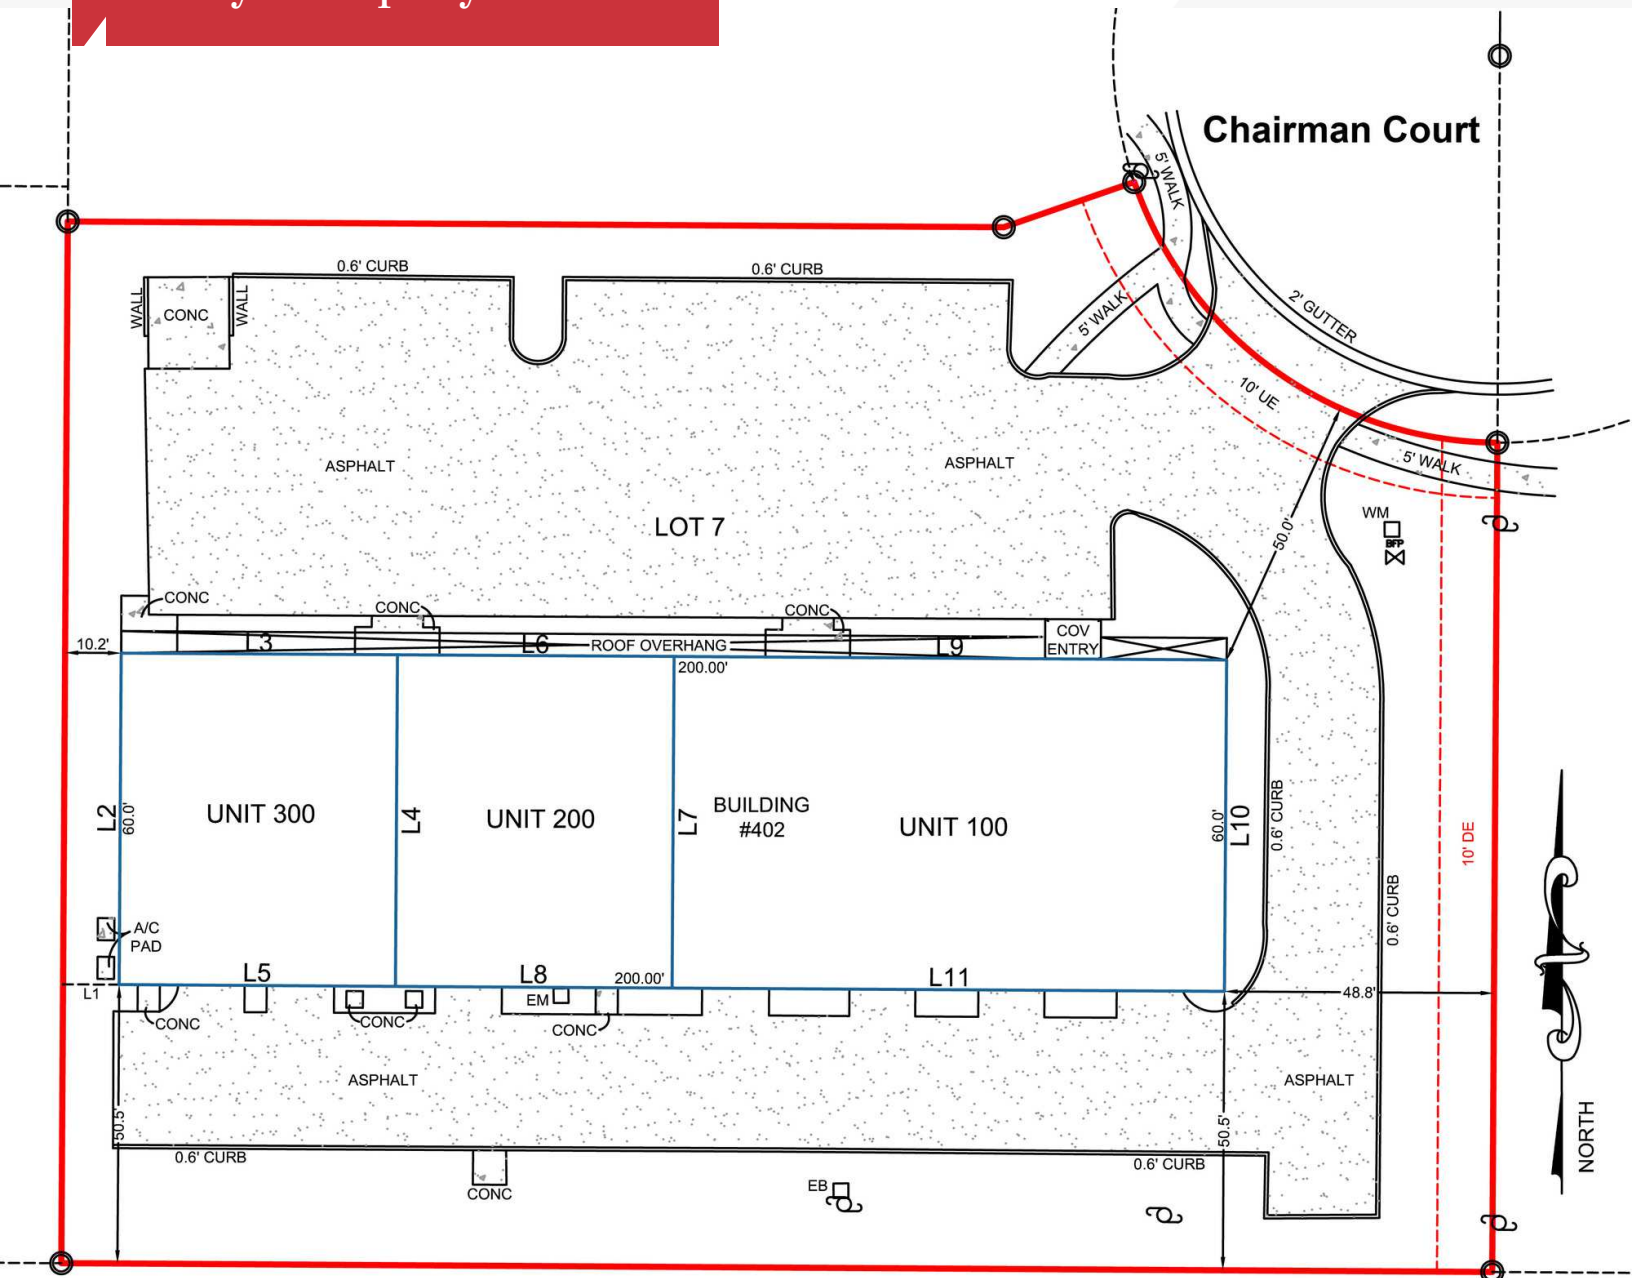 Chairman Court
5' WALK
2' GUTTER
0.6' CURB
0.6' CURB
WALL
CONC
WALL
5' WALK
10' UE
5' WALK
ASPHALT
ASPHALT
LOT 7
50.0'
WM
BFP
CONC
CONC
CONC
10.2'
L3
L6
ROOF OVERHANG
L9
COV
ENTRY
200.00'
L2
60.0'
UNIT 300
L4
UNIT 200
L7
BUILDING
#402
UNIT 100
60.0'
L10
0.6' CURB
10' DE
0.6' CURB
A/C
PAD
L5
L8
200.00'
L11
L1
EM
48.8'
CONC
CONC
CONC
ASPHALT
ASPHALT
50.5'
50.5'
0.6' CURB
0.6' CURB
CONC
EB
NORTH